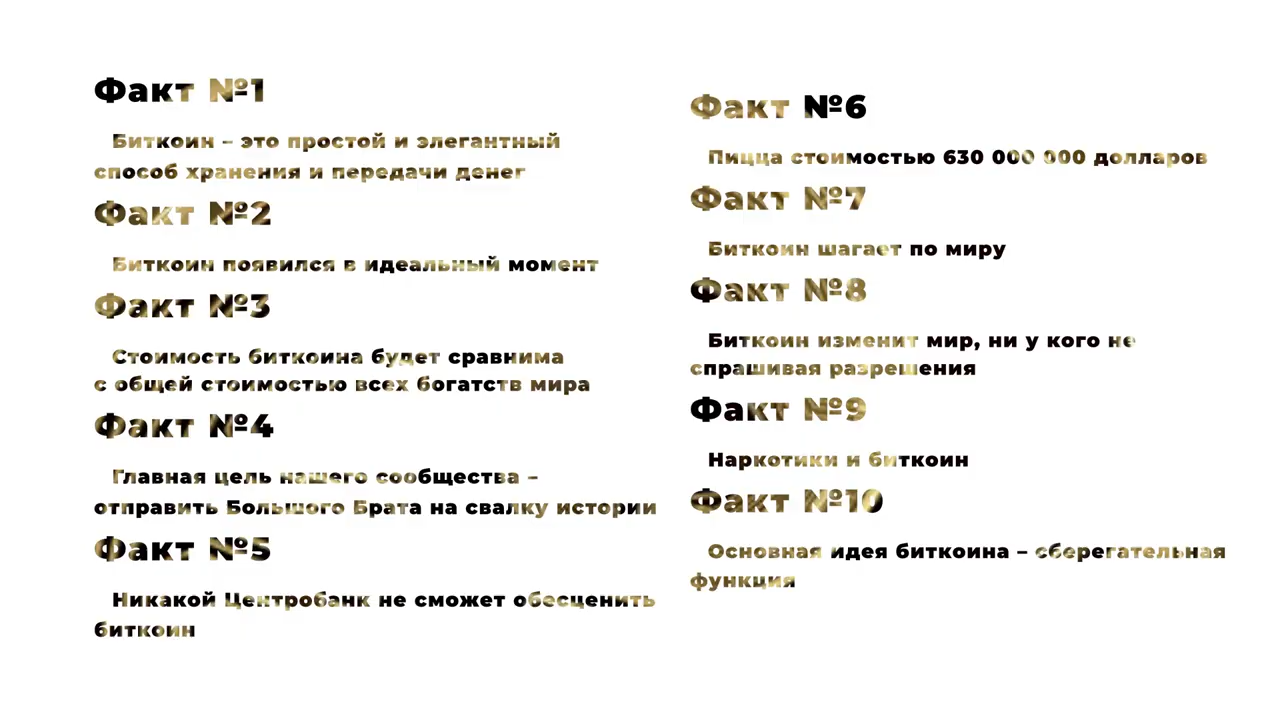 Факт №1
Биткоин – это простой и элегантный
способ хранения и передачи денег
Факт №2
Биткоин появился в идеальный момент
Факт №3
Стоимость биткоина будет сравнима
с общей стоимостью всех богатств мира
Факт №4
Главная цель нашего сообщества –
отправить Большого Брата на свалку истории
Факт №5
Никакой Центробанк не сможет обесценить
биткоин
Факт №6
Пицца стоимостью 630 000 000 долларов
Факт №7
Биткоин шагает по миру
Факт №8
Биткоин изменит мир, ни у кого не
спрашивая разрешения
Факт №9
Наркотики и биткоин
Факт №10
Основная идея биткоина – сберегательная
функция